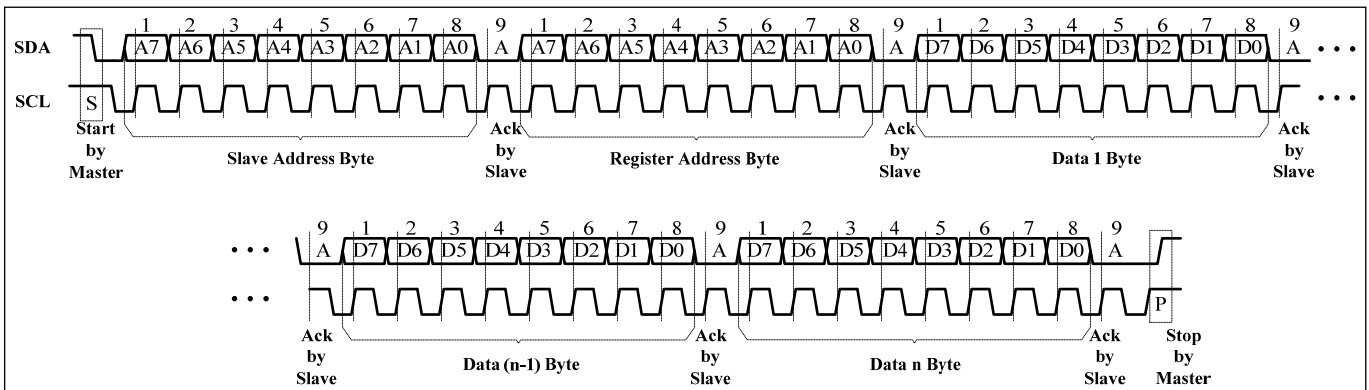 1 2 3 4 5 6 7 8 9 1 2 3 4 5 6 7 8 9 1 2 3 4 5 6 7 8 9
SDA A7 A6 A5 A4 A3 A2 A1 A0 A A7 A6 A5 A4 A3 A2 A1 A0 A D7 D6 D5 D4 D3 D2 D1 D0 A • • •
SCL S • • •
Start by Master
Slave Address Byte
Ack by Slave
Register Address Byte
Ack by Slave
Data 1 Byte
Ack by Slave
9 1 2 3 4 5 6 7 8 9 1 2 3 4 5 6 7 8 9
• • • A D7 D6 D5 D4 D3 D2 D1 D0 A D7 D6 D5 D4 D3 D2 D1 D0 A
• • • P
Ack by Slave
Data (n-1) Byte
Ack by Slave
Data n Byte
Ack by Slave
Stop by Master